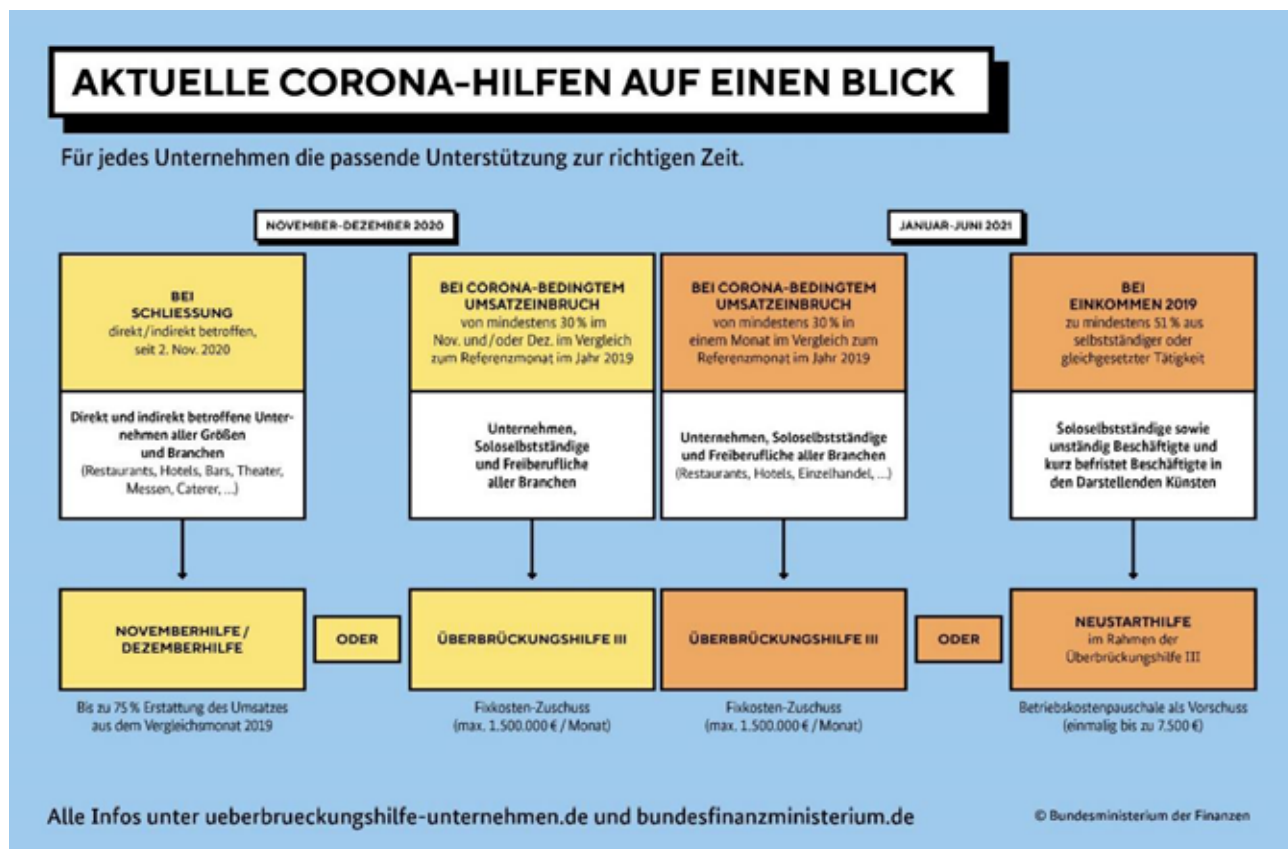 AKTUELLE CORONA-HILFEN AUF EINEN BLICK
Für jedes Unternehmen die passende Unterstützung zur richtigen Zeit.
NOVEMBER-DEZEMBER 2020
BEI
SCHLIESSUNG
direkt/indirekt betroffen,
seit 2. Nov. 2020
Direkt und indirekt betroffene Unter-
nehmen aller Größen
und Branchen
(Restaurants, Hotels, Bars, Theater,
Messen, Caterer, ...)
NOVEMBERHILFE /
DEZEMBERHILFE
Bis zu 75 % Erstattung des Umsatzes
aus dem Vergleichsmonat 2019
ODER
BEI CORONA-BEDINGTEM
UMSATZEINBRUCH
von mindestens 30 % im
Nov. und/oder Dez. im Vergleich
zum Referenzmonat im Jahr 2019
Unternehmen,
Soloselbstständige
und Freiberufliche
aller Branchen
ÜBERBRÜCKUNGSHILFE III
Fixkosten-Zuschuss
(max. 1.500.000 € / Monat)
JANUAR-JUNI 2021
BEI CORONA-BEDINGTEM
UMSATZEINBRUCH
von mindestens 30 % in
einem Monat im Vergleich zum
Referenzmonat im Jahr 2019
Unternehmen, Soloselbstständige
und Freiberufliche aller Branchen
(Restaurants, Hotels, Einzelhandel, ...)
ÜBERBRÜCKUNGSHILFE III
Fixkosten-Zuschuss
(max. 1.500.000 € / Monat)
ODER
BEI
EINKOMMEN 2019
zu mindestens 51 % aus
selbstständiger oder
gleichgesetzter Tätigkeit
Soloselbstständige sowie
unständig Beschäftigte und
kurz befristet Beschäftigte in
den Darstellenden Künsten
NEUSTARTHILFE
im Rahmen der
Überbrückungshilfe III
Betriebskostenpauschale als Vorschuss
(einmalig bis zu 7.500 €)
Alle Infos unter ueberbrueckungshilfe-unternehmen.de und bundesfinanzministerium.de
© Bundesministerium der Finanzen